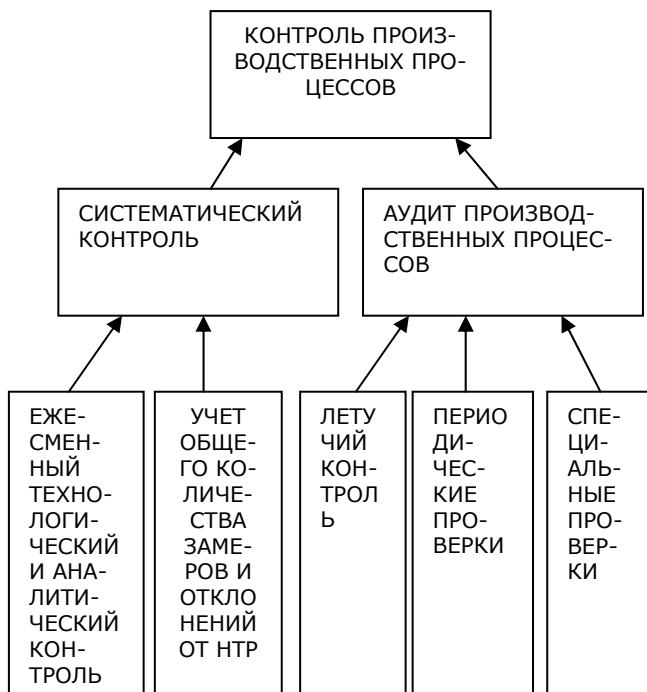 КОНТРОЛЬ ПРОИЗ-
ВОДСТВЕННЫХ ПРО-
ЦЕССОВ
СИСТЕМАТИЧЕСКИЙ
КОНТРОЛЬ
АУДИТ ПРОИЗВОД-
СТВЕННЫХ ПРОЦЕС-
СОВ
ЕЖЕ-
СМЕН-
НЫЙ
ТЕХНО-
ЛОГИ-
ЧЕСКИЙ
И АНА-
ЛИТИ-
ЧЕСКИЙ
КОН-
ТРОЛЬ
УЧЕТ
ОБЩЕ-
ГО КО-
ЛИЧЕ-
СТВА
ЗАМЕ-
РОВ И
ОТКЛО
НЕНИЙ
ОТ НТР
ЛЕТУ
ЧИЙ
КОН-
ТРОЛ
Ь
ПЕРИО
ДИ-
ЧЕС-
КИЕ
ПРО-
ВЕРКИ
СПЕ-
ЦИ-
АЛЬ-
НЫЕ
ПРО-
ВЕР-
КИ